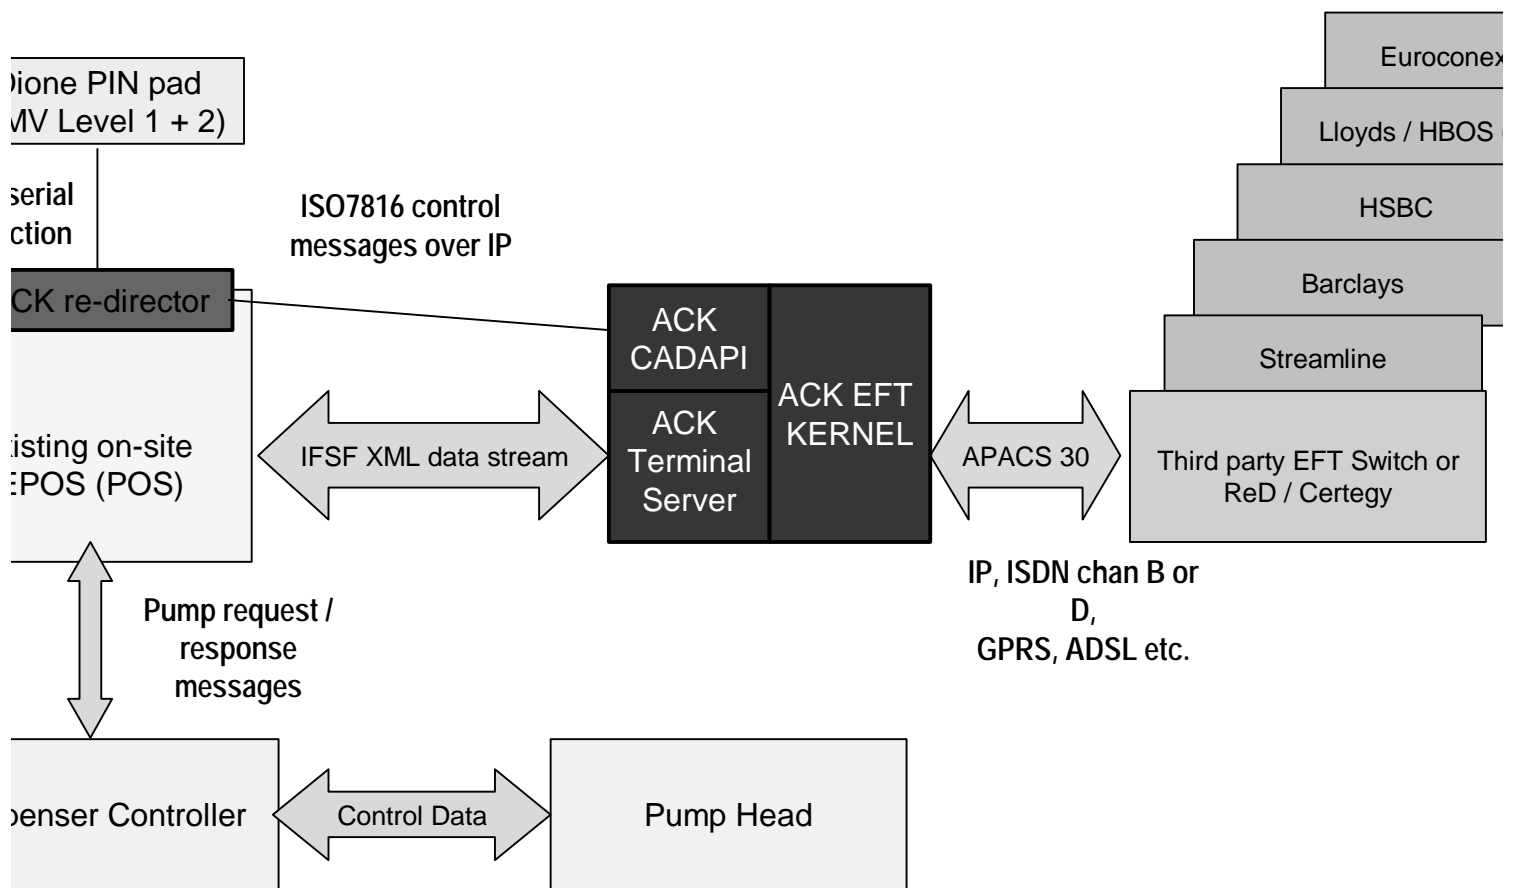 Dione PIN pad
MV Level 1 + 2)
serial
ction
ISO7816 control
messages over IP
CK re-director
xisting on-site
EPOS (POS)
IFSF XML data stream
ACK
CADAPI
ACK
Terminal
Server
ACK EFT
KERNEL
APACS 30
Euroconex
Lloyds / HBOS
HSBC
Barclays
Streamline
Third party EFT Switch or
ReD / Certegy
IP, ISDN chan B or
D,
GPRS, ADSL etc.
Pump request /
response
messages
penser Controller
Control Data
Pump Head